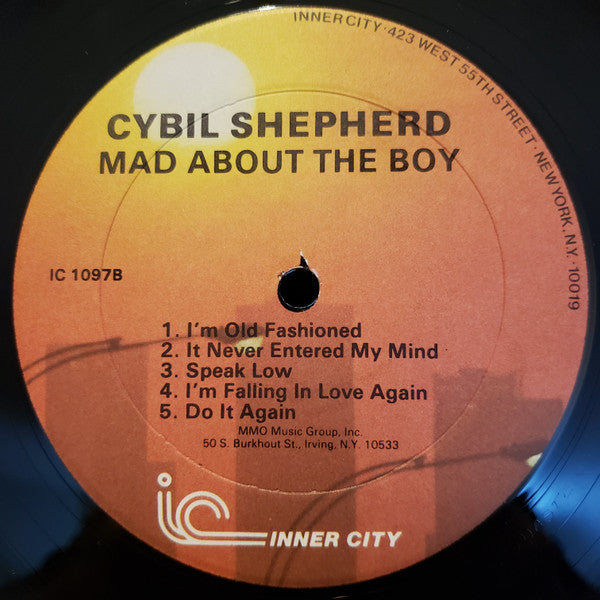 INNER CITY · 423 WEST 55TH STREET · NEW YORK, N.Y. · 10019
CYBIL SHEPHERD
MAD ABOUT THE BOY
IC 1097B
1. I'm Old Fashioned
2. It Never Entered My Mind
3. Speak Low
4. I'm Falling In Love Again
5. Do It Again
MMO Music Group, Inc.
50 S. Burkhout St., Irving, N.Y. 10533
ic INNER CITY